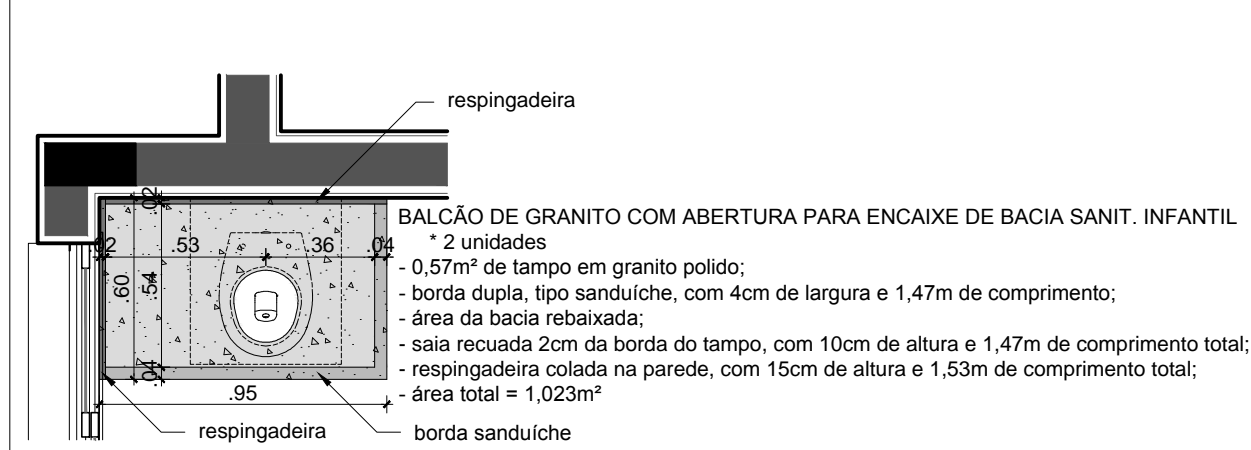 respingadeira
BALCÃO DE GRANITO COM ABERTURA PARA ENCAIXE DE BACIA SANIT. INFANTIL
* 2 unidades
- 0,57m² de tampo em granito polido;
- borda dupla, tipo sanduíche, com 4cm de largura e 1,47m de comprimento;
- área da bacia rebaixada;
- saia recuada 2cm da borda do tampo, com 10cm de altura e 1,47m de comprimento total;
- respingadeira colada na parede, com 15cm de altura e 1,53m de comprimento total;
- área total = 1,023m²
.02
.02 .53 .36 .04
.60 .54
.04
.95
respingadeira
borda sanduíche